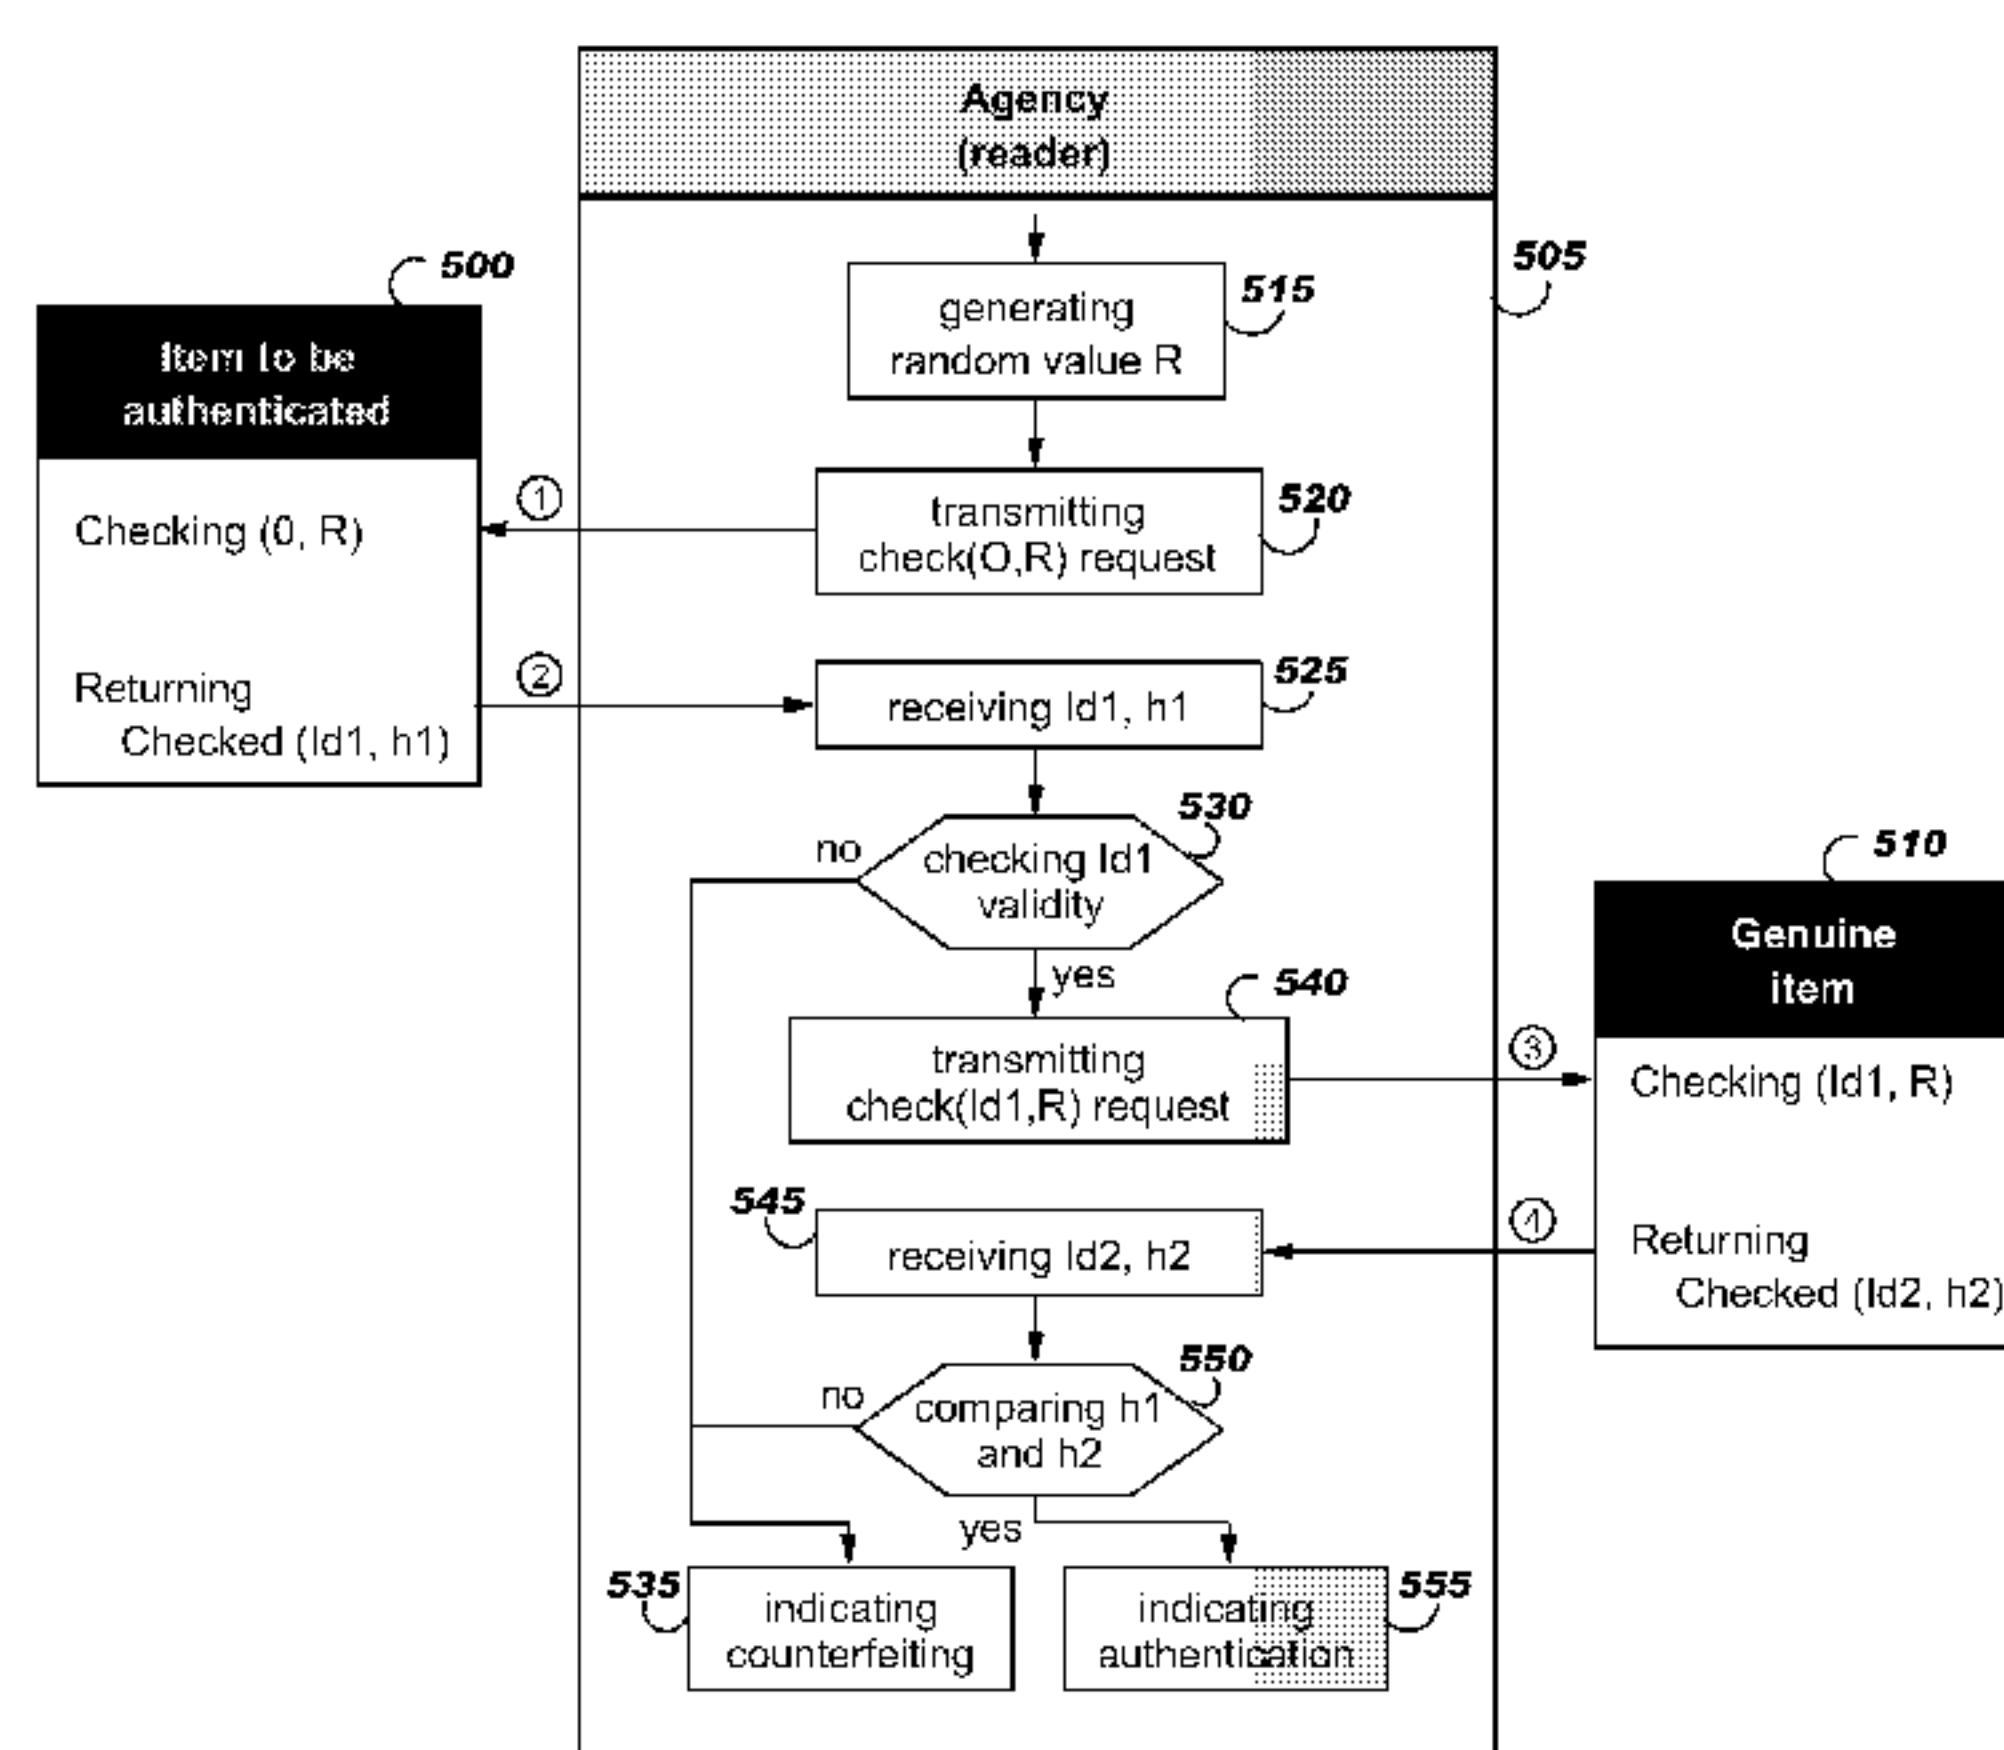 Agency
(reader)
500
505
515
generating
random value R
Item to be
authenticated
1
520
Checking (0, R)
transmitting
check(O,R) request
2
525
Returning
Checked (Id1, h1)
receiving Id1, h1
530
no
checking Id1
validity
yes
510
Genuine
item
540
3
transmitting
check(Id1,R) request
Checking (Id1, R)
545
4
receiving Id2, h2
Returning
Checked (Id2, h2)
550
no
comparing h1
and h2
yes
535
indicating
counterfeiting
555
indicating
authentication